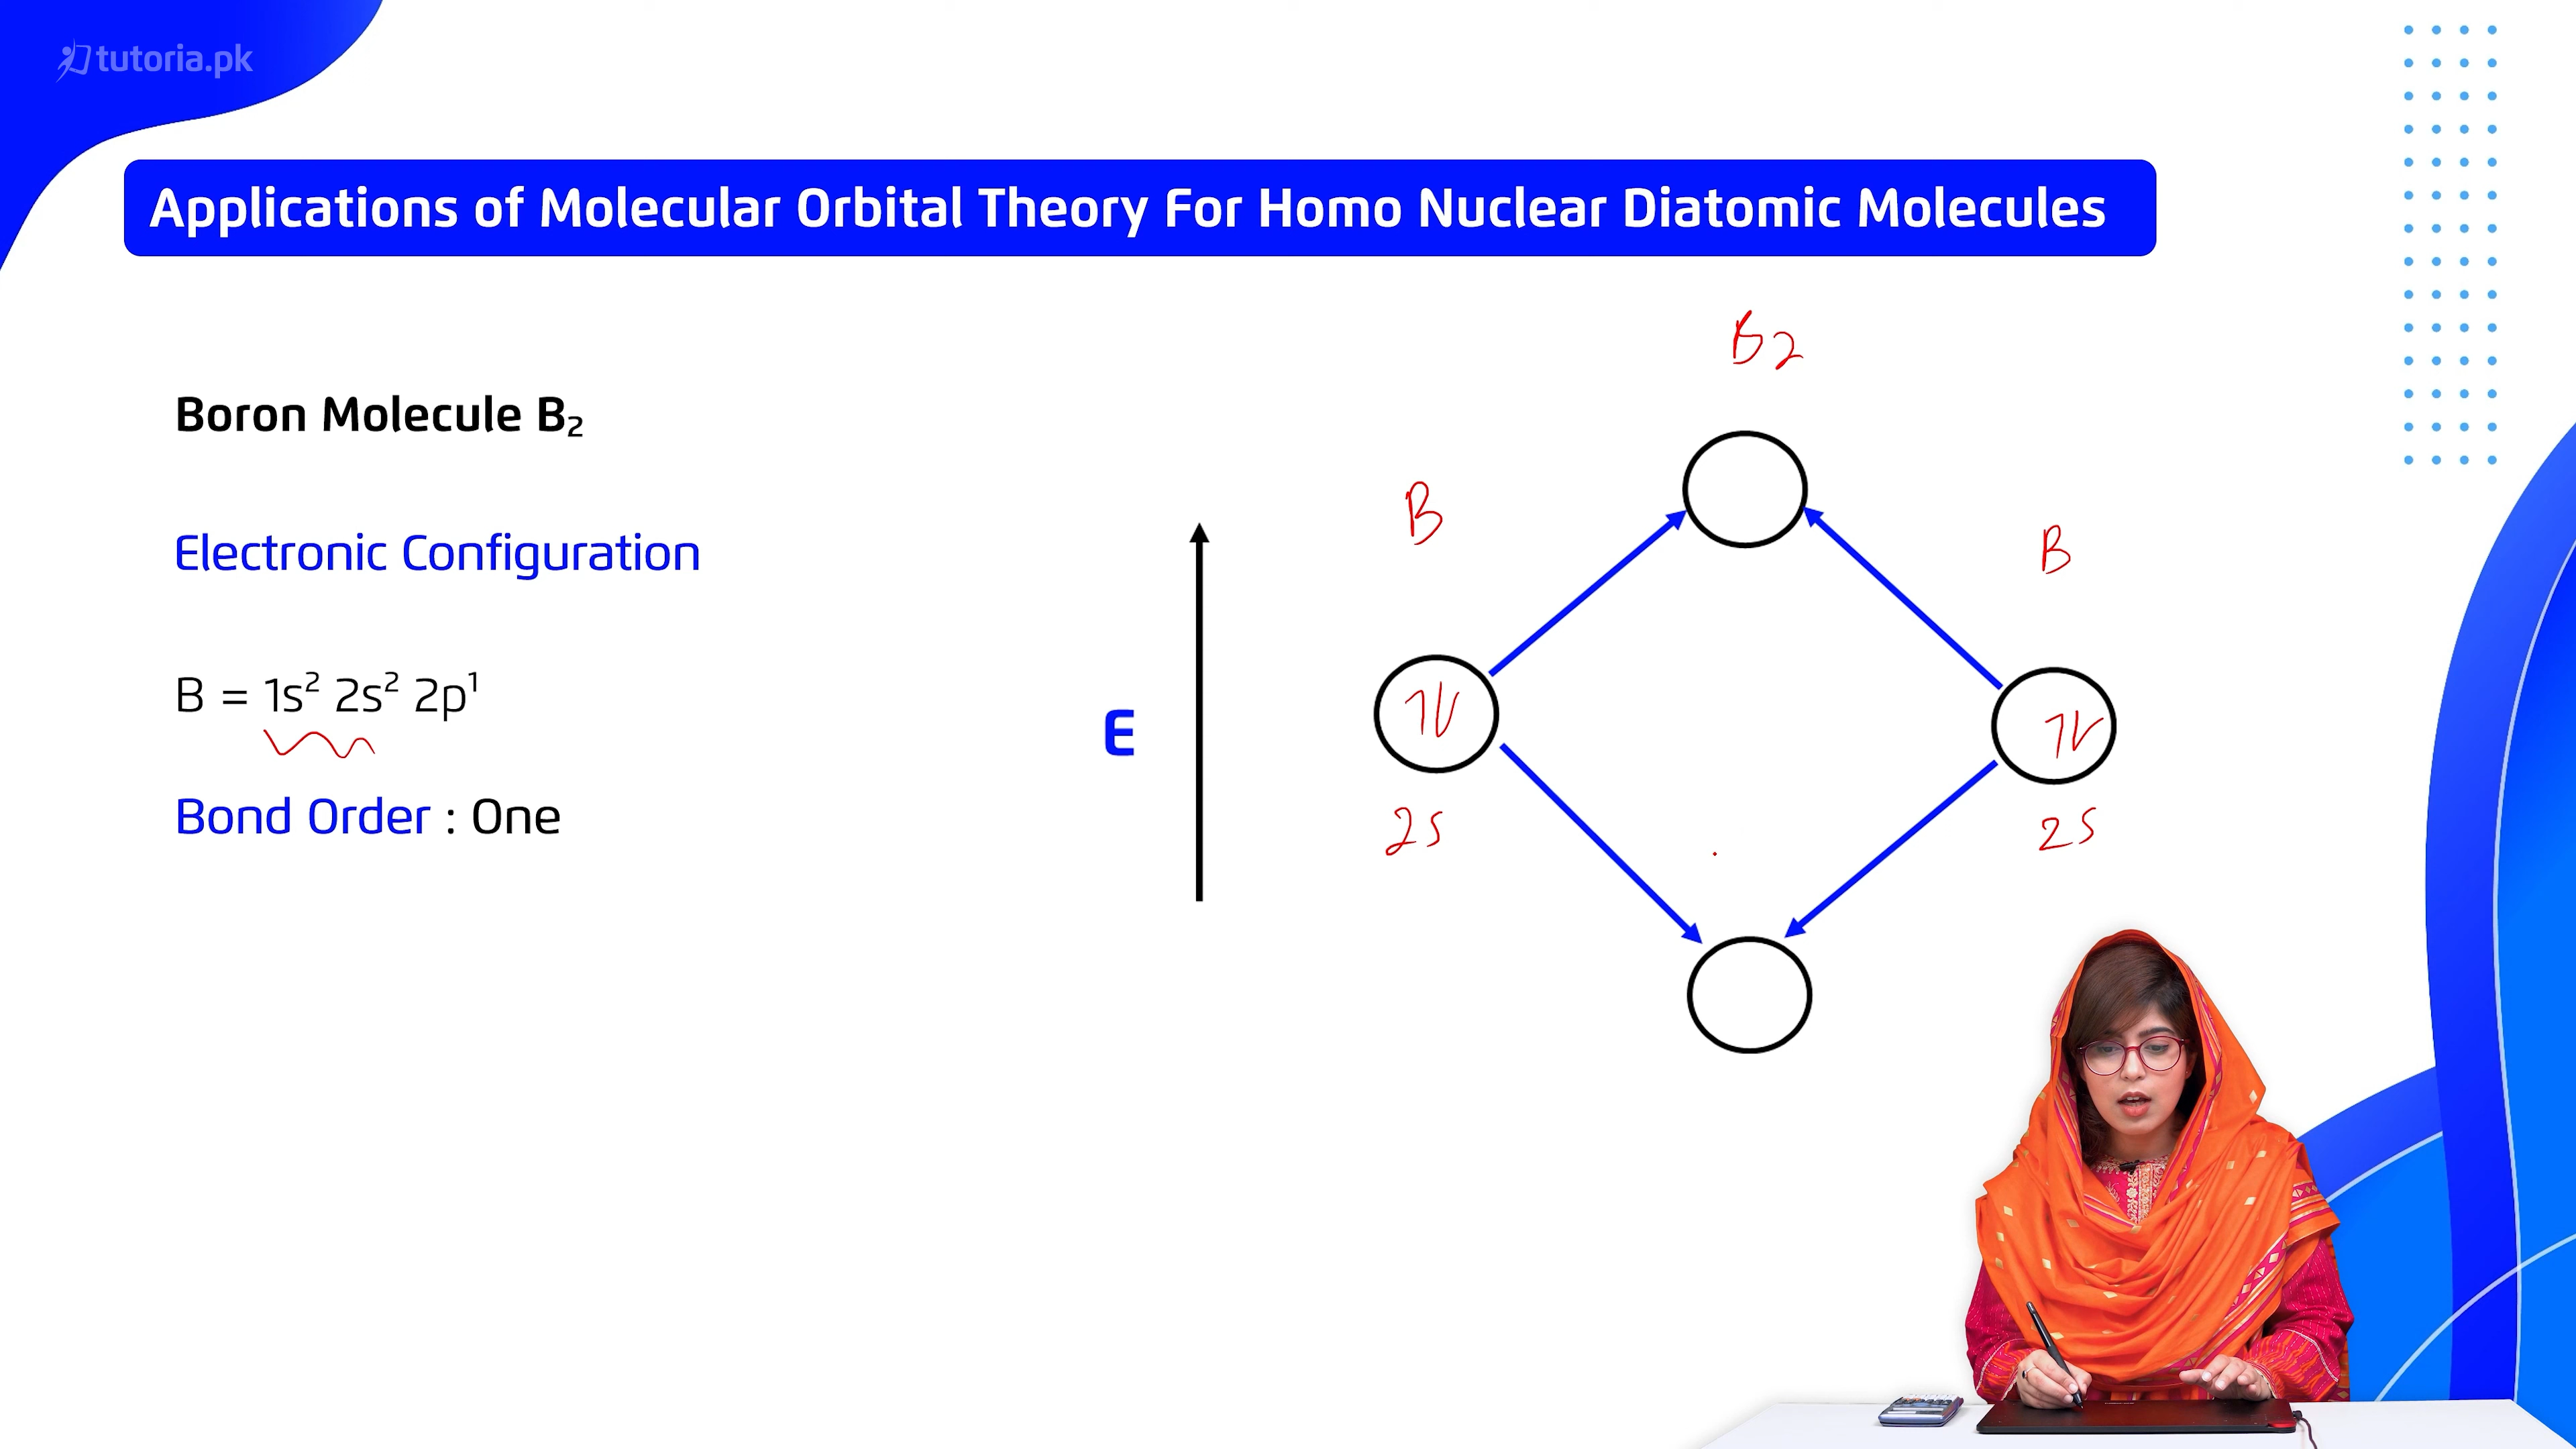 tutoria.pk
Applications of Molecular Orbital Theory For Homo Nuclear Diatomic Molecules
B2
Boron Molecule B₂
B
B
Electronic Configuration
B = 1s² 2s² 2p¹
E
↿⇂
↿⇂
Bond Order : One
2s
2s